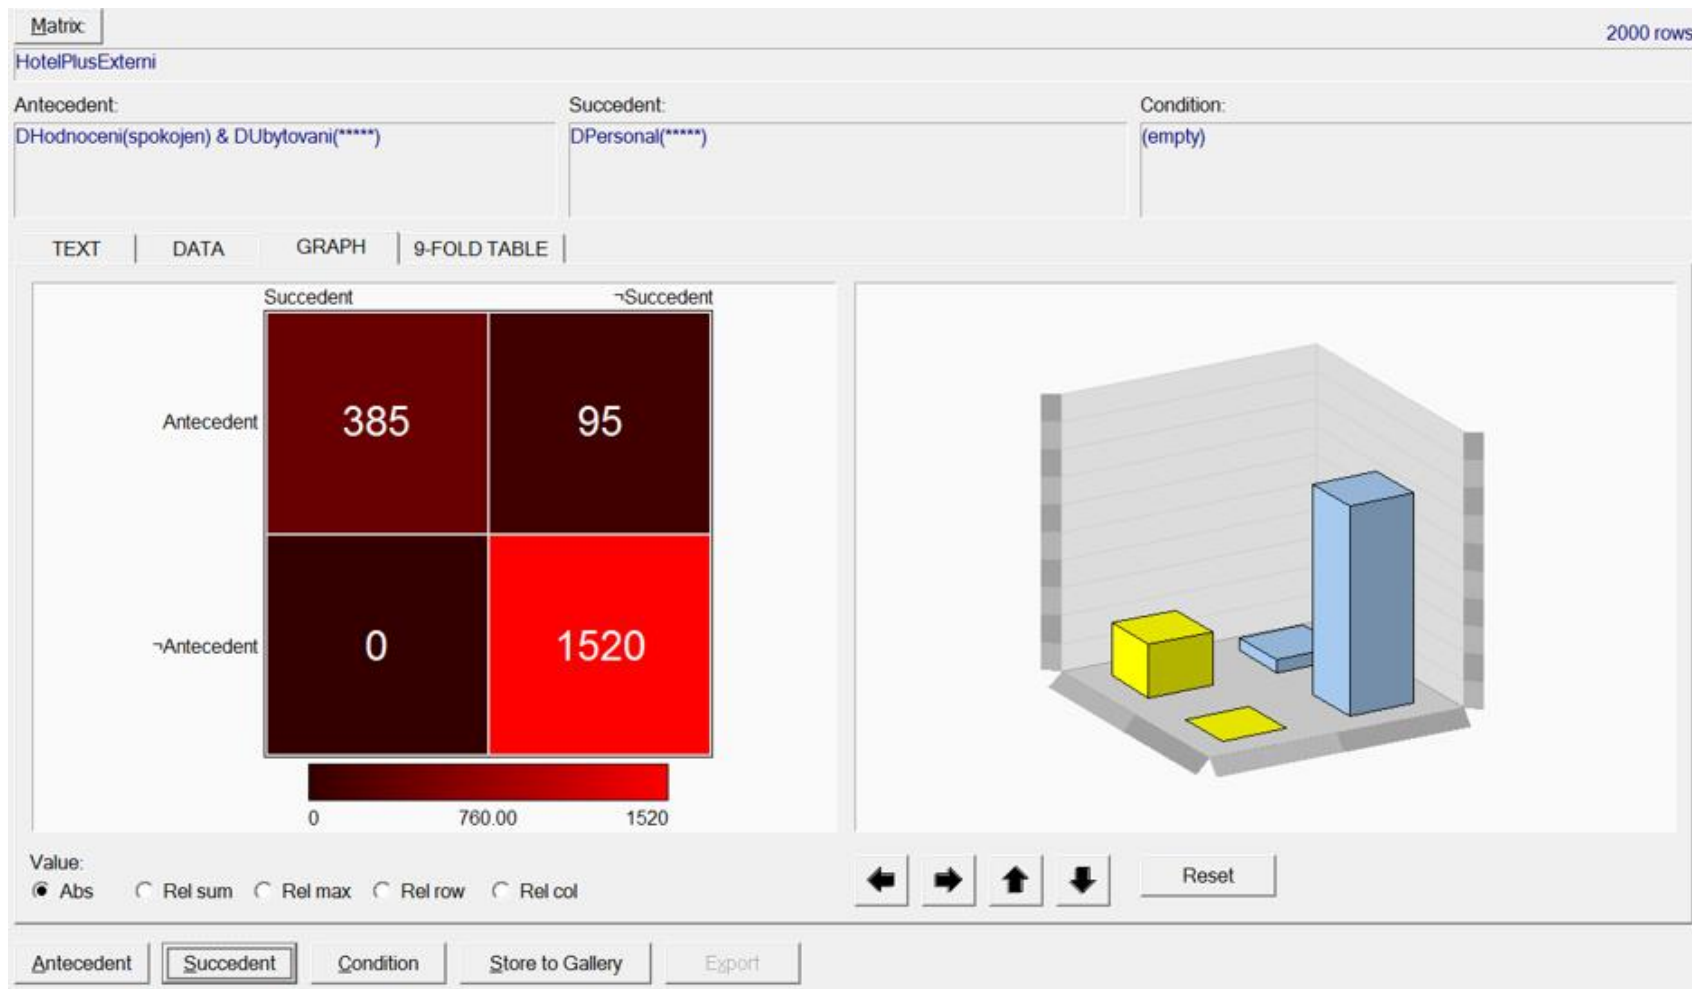 Matrix:
2000 rows
HotelPlusExterni
Antecedent: Succedent: Condition:
DHodnoceni(spokojen) & DUbytovani(*****) DPersonal(*****) (empty)
TEXT DATA GRAPH 9-FOLD TABLE
Succedent ¬Succedent
Antecedent 385 95
¬Antecedent 0 1520
0 760.00 1520
Value:
Abs Rel sum Rel max Rel row Rel col
Reset
Antecedent Succedent Condition Store to Gallery Export